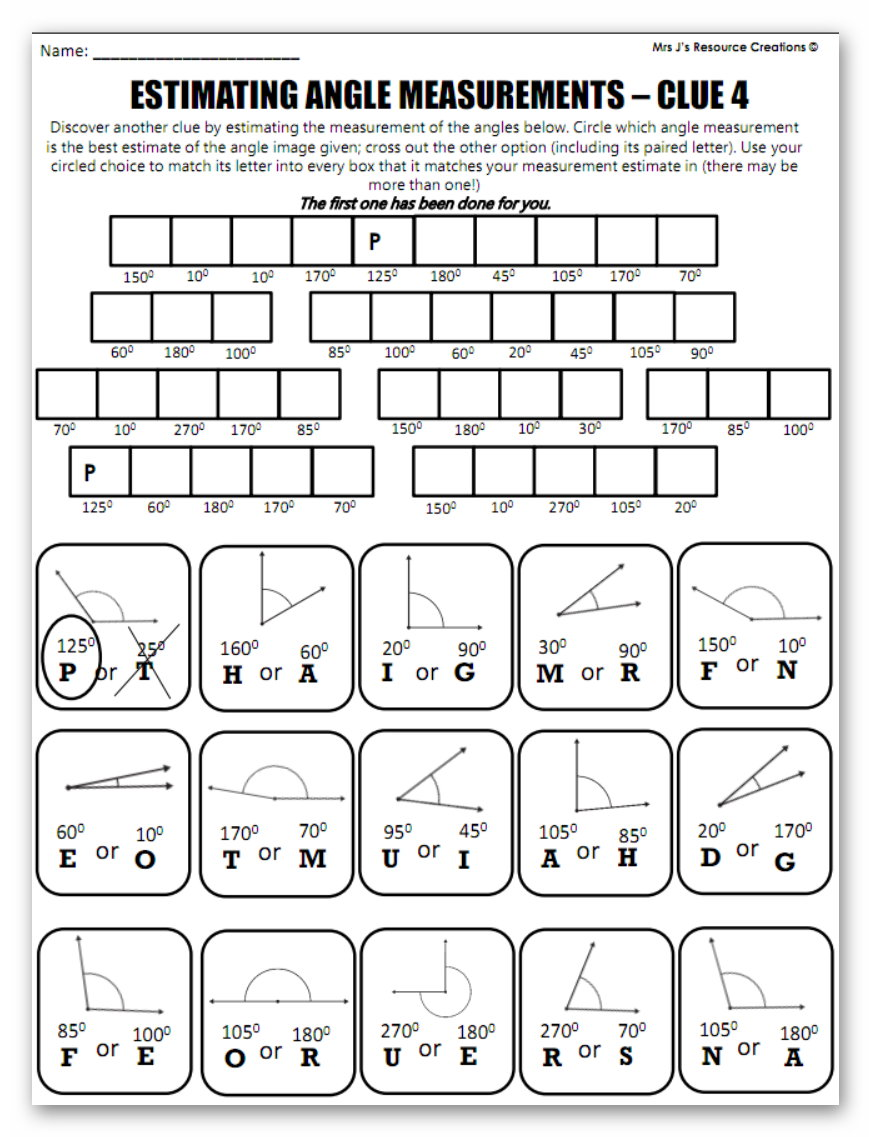 Name: ________________________ Mrs J's Resource Creations ©
ESTIMATING ANGLE MEASUREMENTS – CLUE 4
Discover another clue by estimating the measurement of the angles below. Circle which angle measurement
is the best estimate of the angle image given; cross out the other option (including its paired letter). Use your
circled choice to match its letter into every box that it matches your measurement estimate in (there may be
more than one!)
The first one has been done for you.
P
150⁰ 10⁰ 10⁰ 170⁰ 125⁰ 180⁰ 45⁰ 105⁰ 170⁰ 70⁰
60⁰ 180⁰ 100⁰ 85⁰ 100⁰ 60⁰ 20⁰ 45⁰ 105⁰ 90⁰
70⁰ 10⁰ 270⁰ 170⁰ 85⁰ 150⁰ 180⁰ 10⁰ 30⁰ 170⁰ 85⁰ 100⁰
P
125⁰ 60⁰ 180⁰ 170⁰ 70⁰ 150⁰ 10⁰ 270⁰ 105⁰ 20⁰
125⁰ 25⁰ 160⁰ 60⁰ 20⁰ 90⁰ 30⁰ 90⁰ 150⁰ 10⁰
P or T H or A I or G M or R F or N
60⁰ 10⁰ 170⁰ 70⁰ 95⁰ 45⁰ 105⁰ 85⁰ 20⁰ 170⁰
E or O T or M U or I A or H D or G
85⁰ 100⁰ 105⁰ 180⁰ 270⁰ 180⁰ 270⁰ 70⁰ 105⁰ 180⁰
F or E O or R U or E R or S N or A